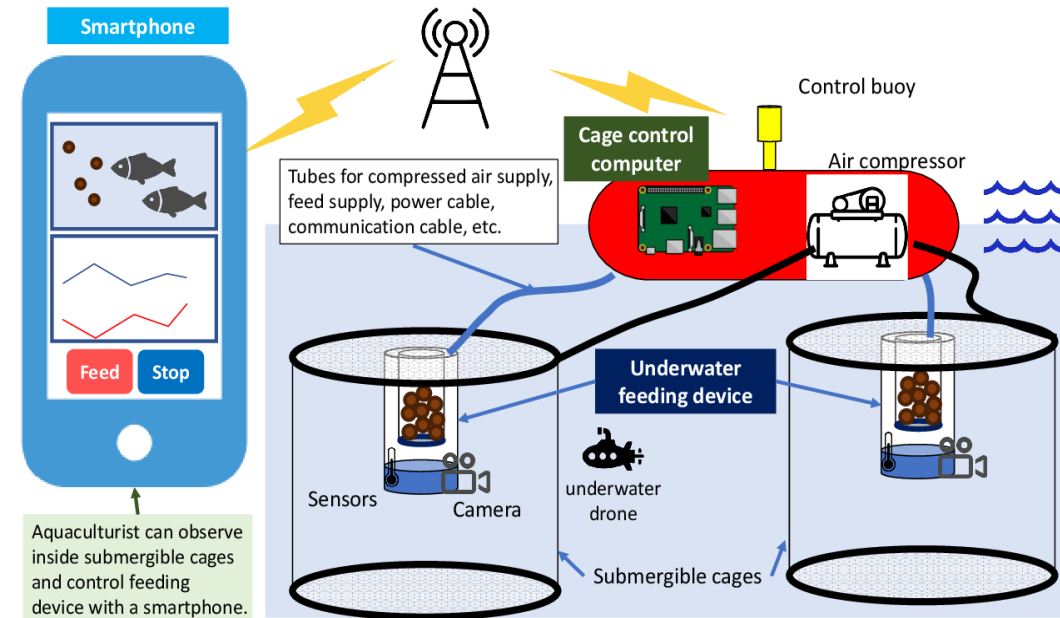 Smartphone
Control buoy
Cage control
computer
Air compressor
Tubes for compressed air supply,
feed supply, power cable,
communication cable, etc.
Feed
Stop
Underwater
feeding device
Sensors
Camera
underwater
drone
Submergible cages
Aquaculturist can observe
inside submergible cages
and control feeding
device with a smartphone.